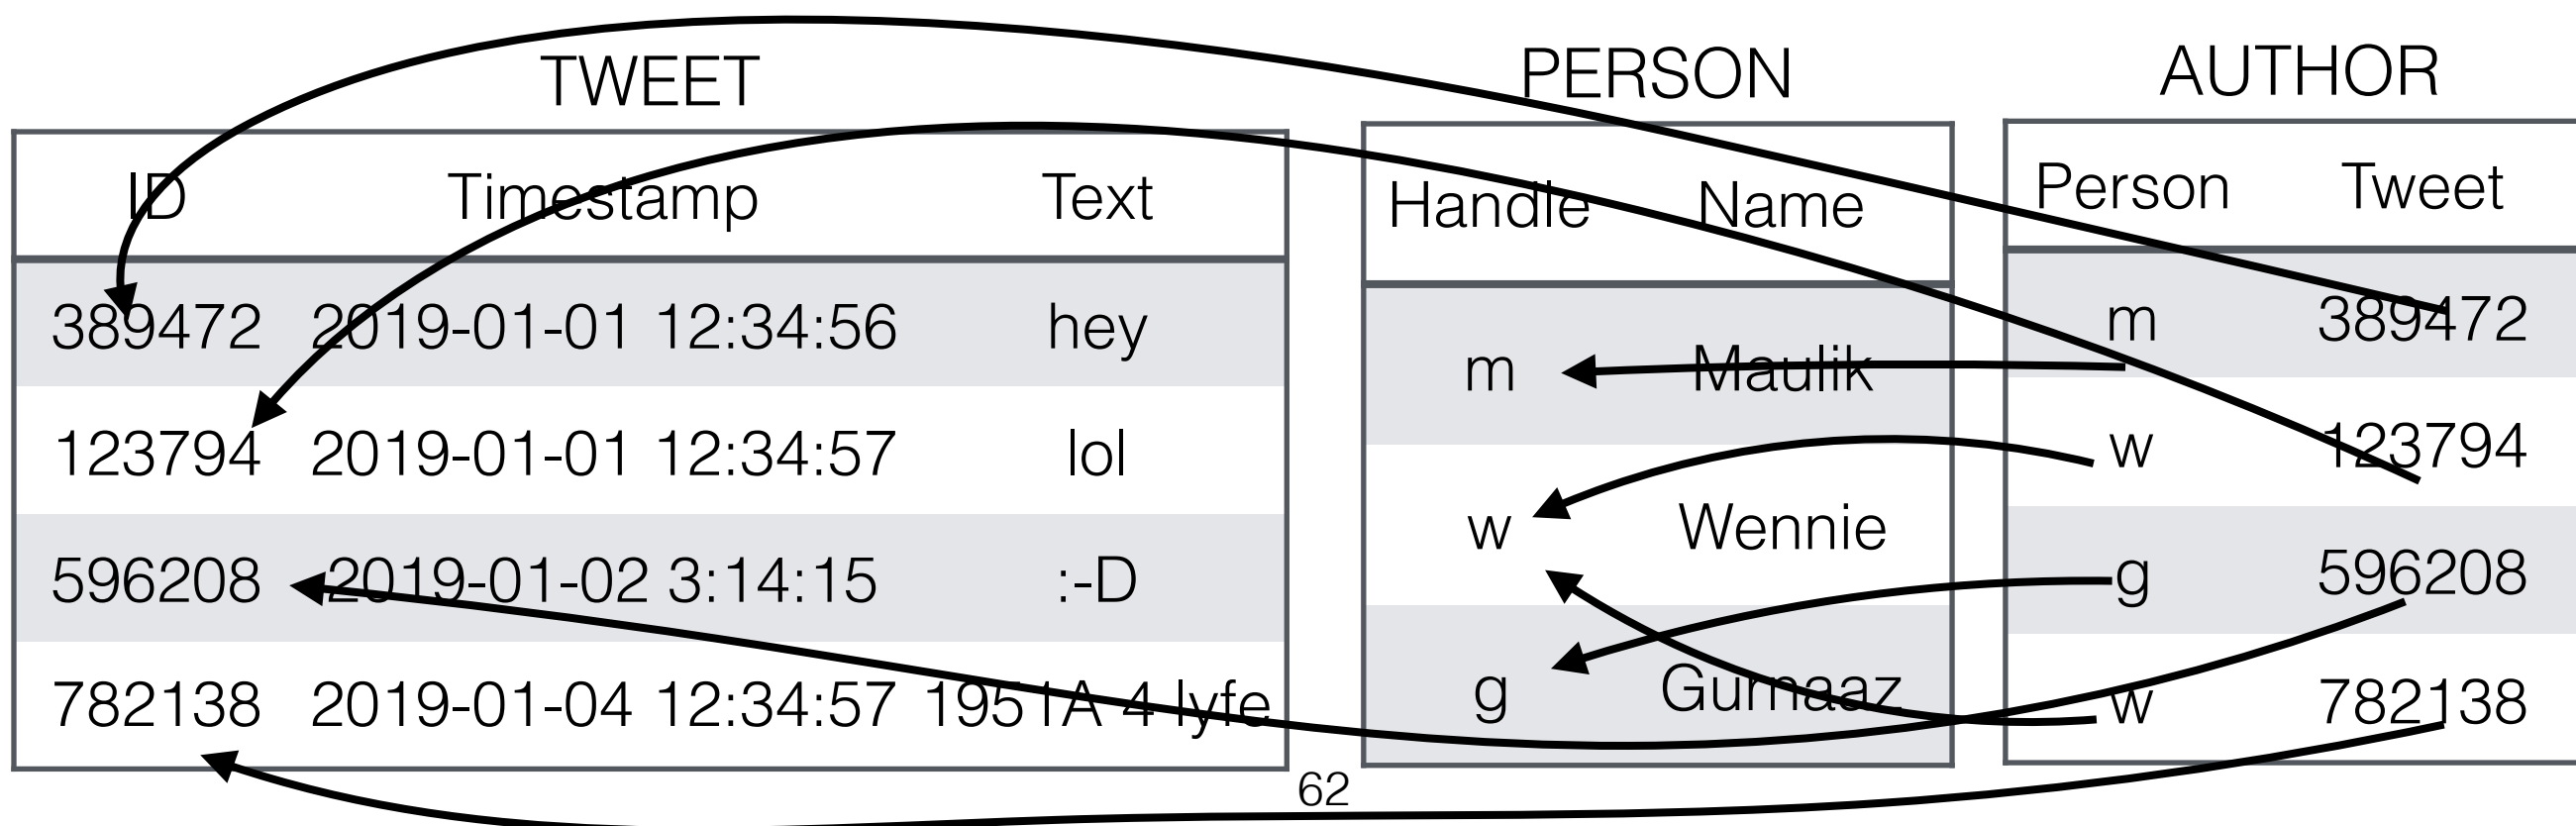 TWEET
ID Timestamp Text
389472 2019-01-01 12:34:56 hey
123794 2019-01-01 12:34:57 lol
596208 2019-01-02 3:14:15 :-D
782138 2019-01-04 12:34:57 1951A 4 lyfe
PERSON
Handle Name
m Maulik
w Wennie
g Gurnaaz
AUTHOR
Person Tweet
m 389472
w 123794
g 596208
w 782138
62